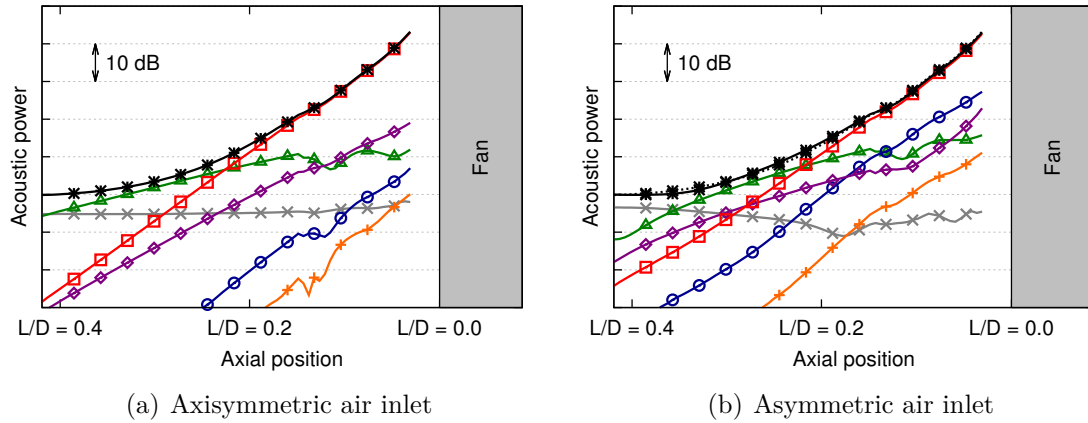 10 dB
Acoustic power
Fan
L/D = 0.4
L/D = 0.2
L/D = 0.0
Axial position
(a) Axisymmetric air inlet
10 dB
Acoustic power
Fan
L/D = 0.4
L/D = 0.2
L/D = 0.0
Axial position
(b) Asymmetric air inlet